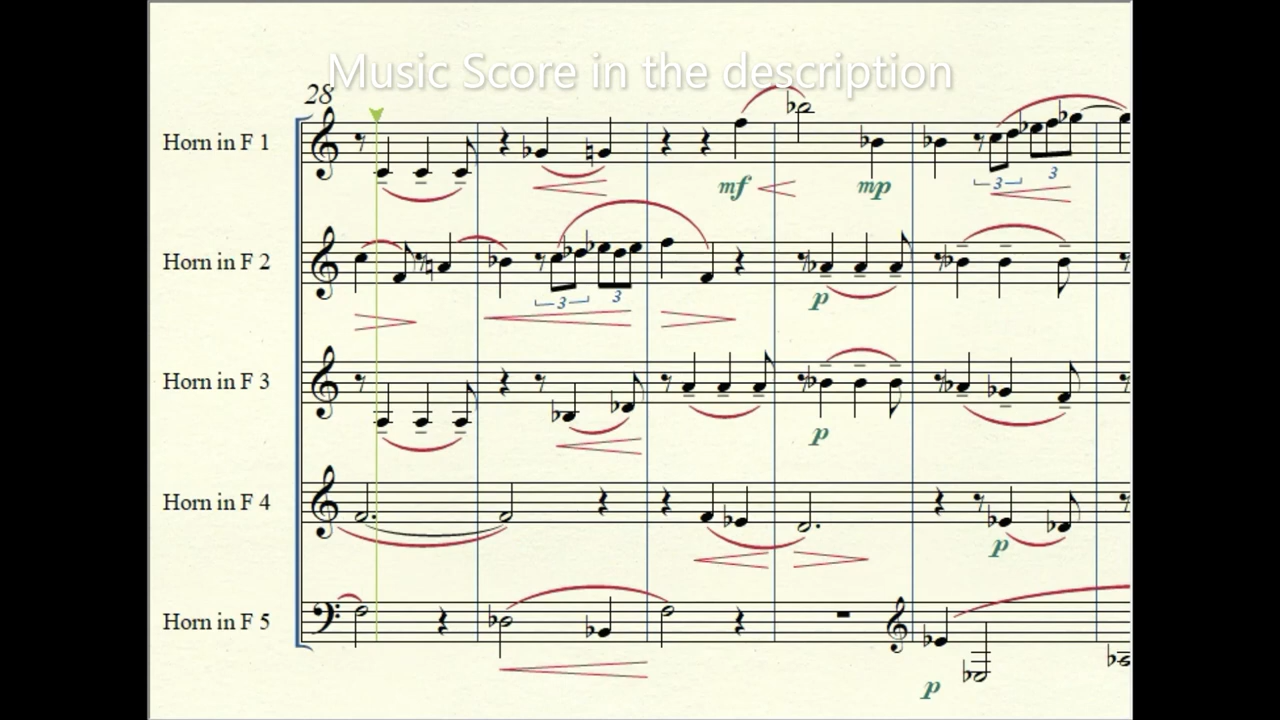 Music Score in the description
28
Horn in F 1
mf mp
3 3
Horn in F 2
3 3
p
Horn in F 3
p
Horn in F 4
p
Horn in F 5
p